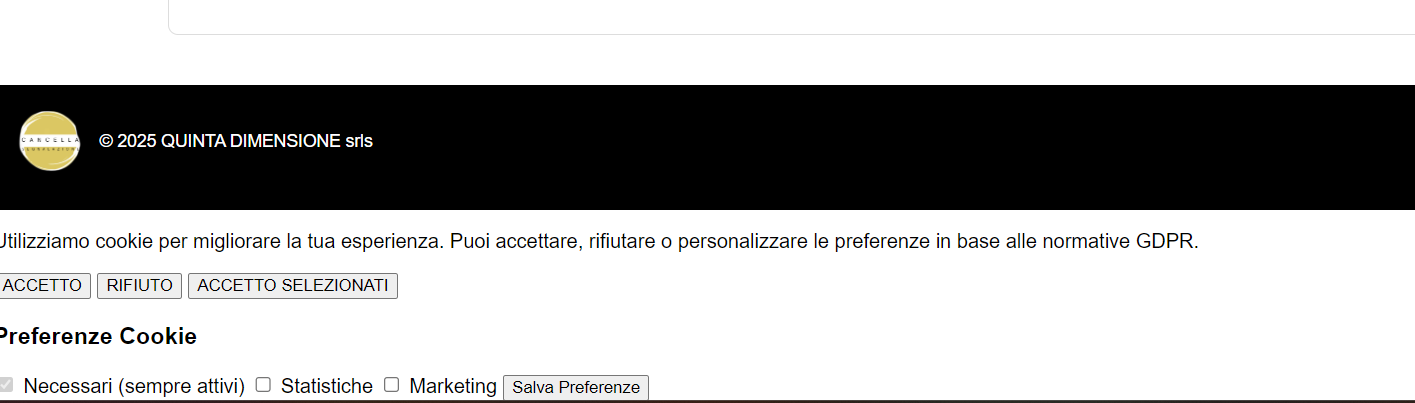 CANCELLA
© 2025 QUINTA DIMENSIONE srls
Utilizziamo cookie per migliorare la tua esperienza. Puoi accettare, rifiutare o personalizzare le preferenze in base alle normative GDPR.
ACCETTO RIFIUTO ACCETTO SELEZIONATI
Preferenze Cookie
Necessari (sempre attivi) Statistiche Marketing Salva Preferenze